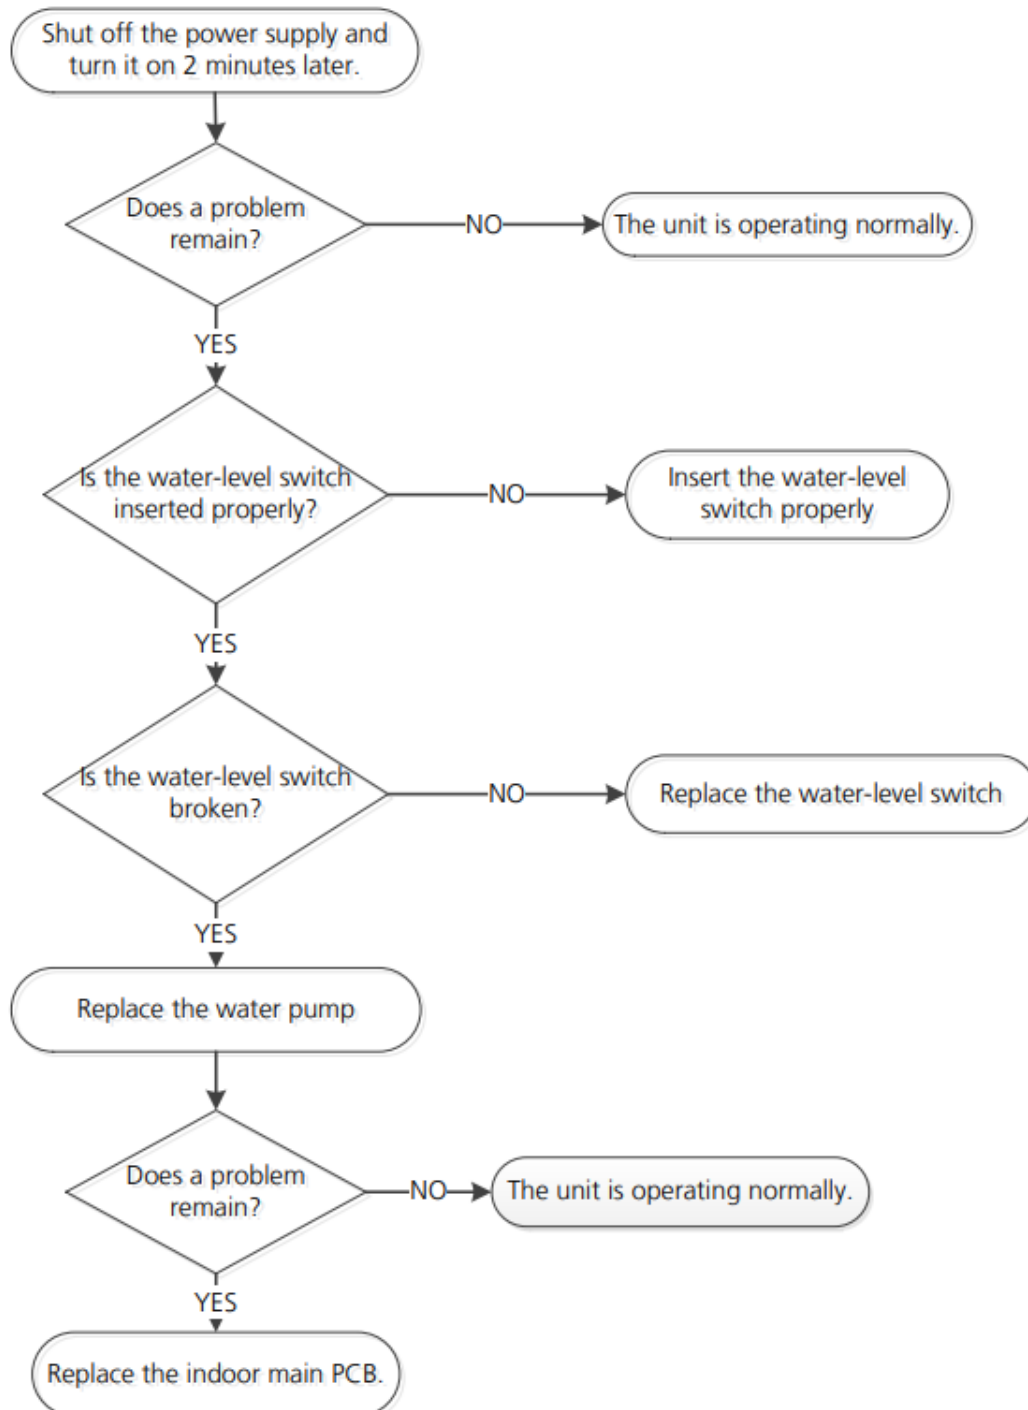 Shut off the power supply and
turn it on 2 minutes later.
Does a problem
remain?
NO
The unit is operating normally.
YES
Is the water-level switch
inserted properly?
NO
Insert the water-level
switch properly
YES
Is the water-level switch
broken?
NO
Replace the water-level switch
YES
Replace the water pump
Does a problem
remain?
NO
The unit is operating normally.
YES
Replace the indoor main PCB.